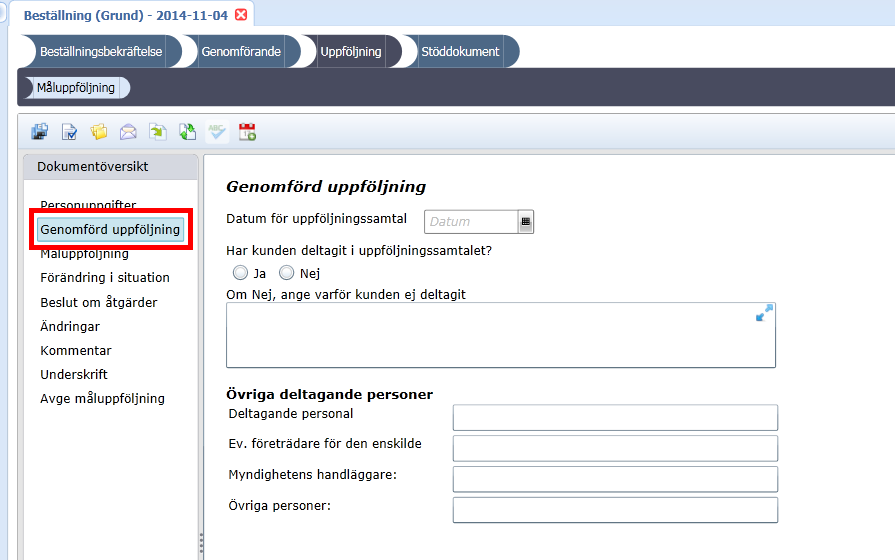 Beställning (Grund) - 2014-11-04
Beställningsbekräftelse Genomförande Uppföljning Stöddokument
Måluppföljning
ABC
Dokumentöversikt
Personuppgifter
Genomförd uppföljning
Måluppföljning
Förändring i situation
Beslut om åtgärder
Ändringar
Kommentar
Underskrift
Avge måluppföljning
Genomförd uppföljning
Datum för uppföljningssamtal Datum
Har kunden deltagit i uppföljningssamtalet?
Ja Nej
Om Nej, ange varför kunden ej deltagit
Övriga deltagande personer
Deltagande personal
Ev. företrädare för den enskilde
Myndighetens handläggare:
Övriga personer: